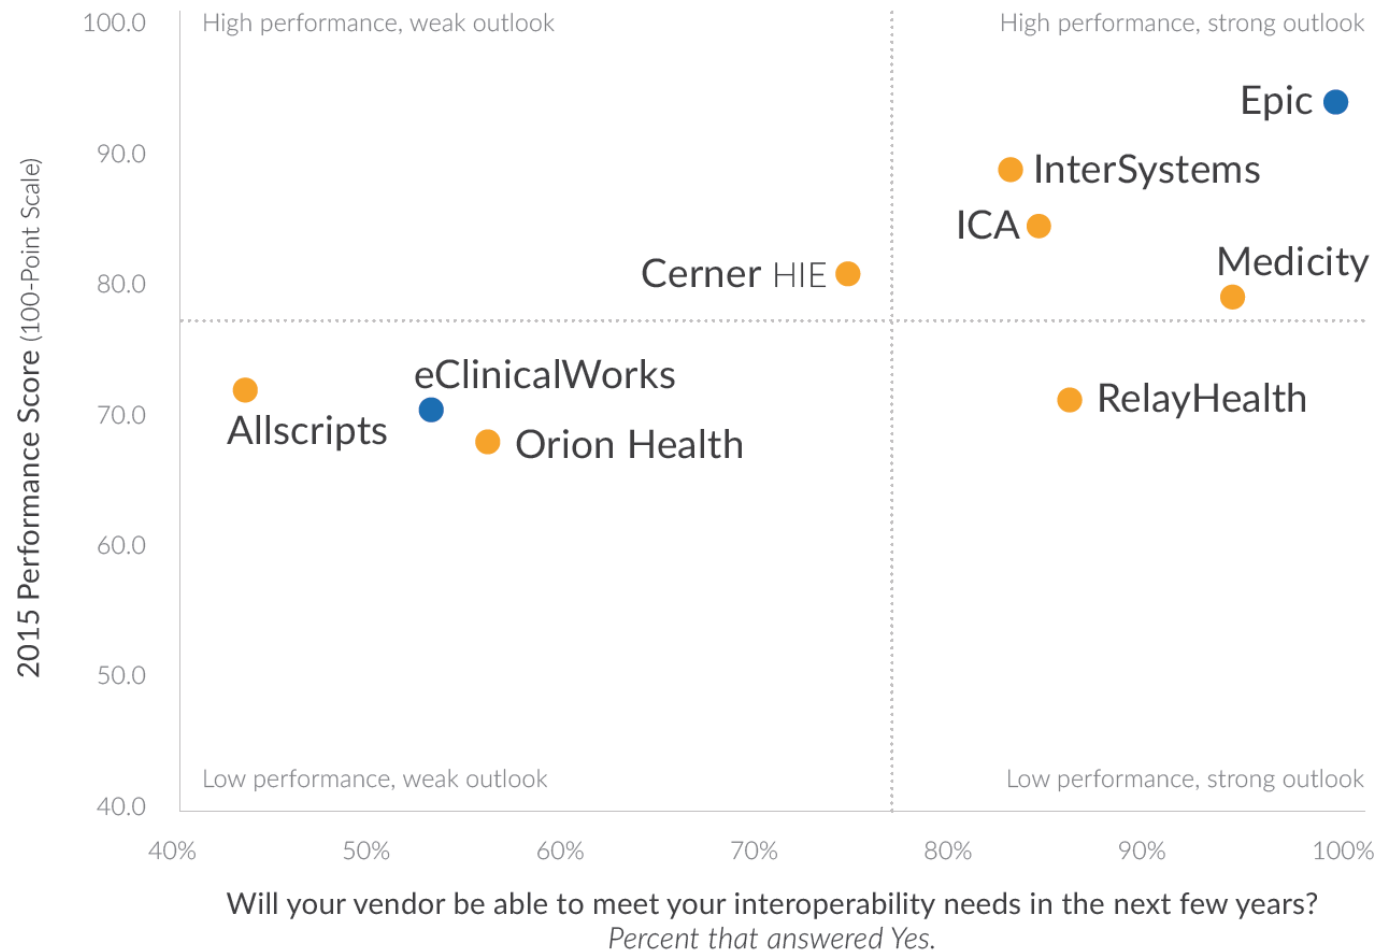 100.0
High performance, weak outlook
High performance, strong outlook
Epic
90.0
InterSystems
ICA
Medicity
Cerner HIE
80.0
eClinicalWorks
70.0
RelayHealth
Allscripts
Orion Health
60.0
50.0
Low performance, weak outlook
Low performance, strong outlook
40.0
2015 Performance Score (100-Point Scale)
40%
50%
60%
70%
80%
90%
100%
Will your vendor be able to meet your interoperability needs in the next few years?
Percent that answered Yes.